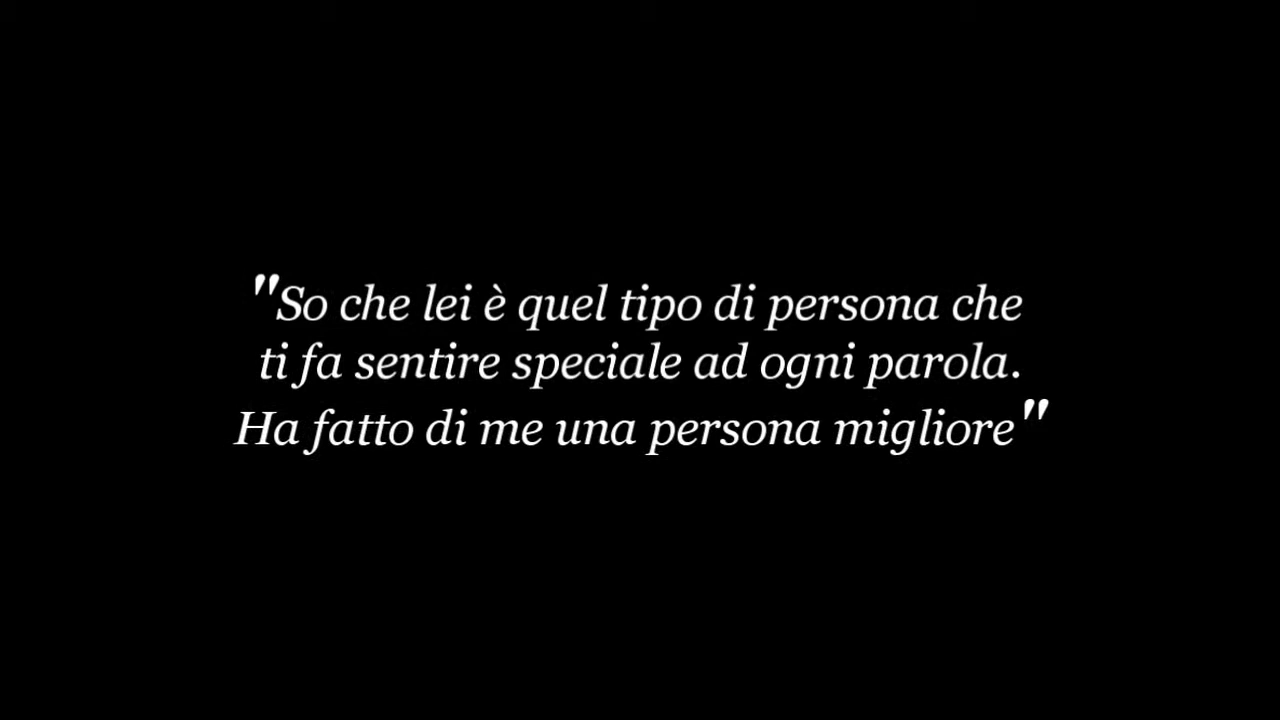 "So che lei è quel tipo di persona che
ti fa sentire speciale ad ogni parola.
Ha fatto di me una persona migliore"